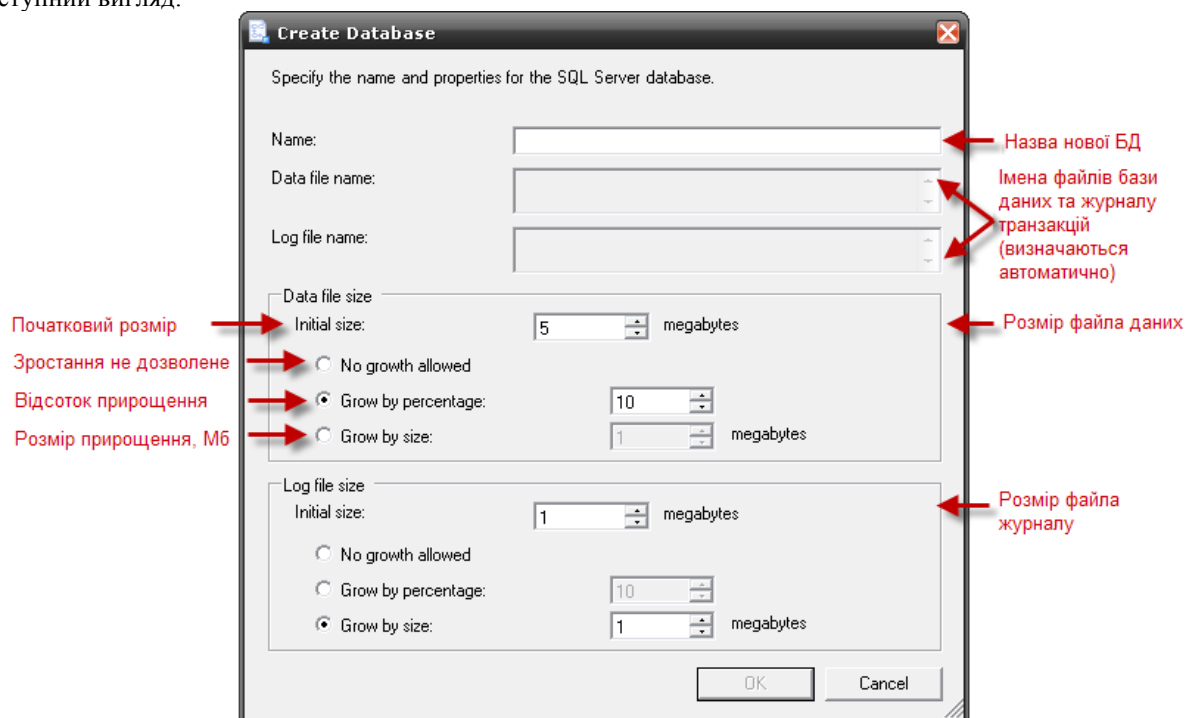 ступний вигляд:
Create Database
Specify the name and properties for the SQL Server database.
Name:
Назва нової БД
Data file name:
Імена файлів бази
даних та журналу
транзакцій
(визначаються
автоматично)
Log file name:
Data file size
Початковий розмір
Initial size:
5
megabytes
Розмір файла даних
Зростання не дозволене
No growth allowed
Відсоток прирощення
Grow by percentage:
10
Розмір прирощення, Мб
Grow by size:
1
megabytes
Log file size
Initial size:
1
megabytes
Розмір файла
журналу
No growth allowed
Grow by percentage:
10
Grow by size:
1
megabytes
OK
Cancel